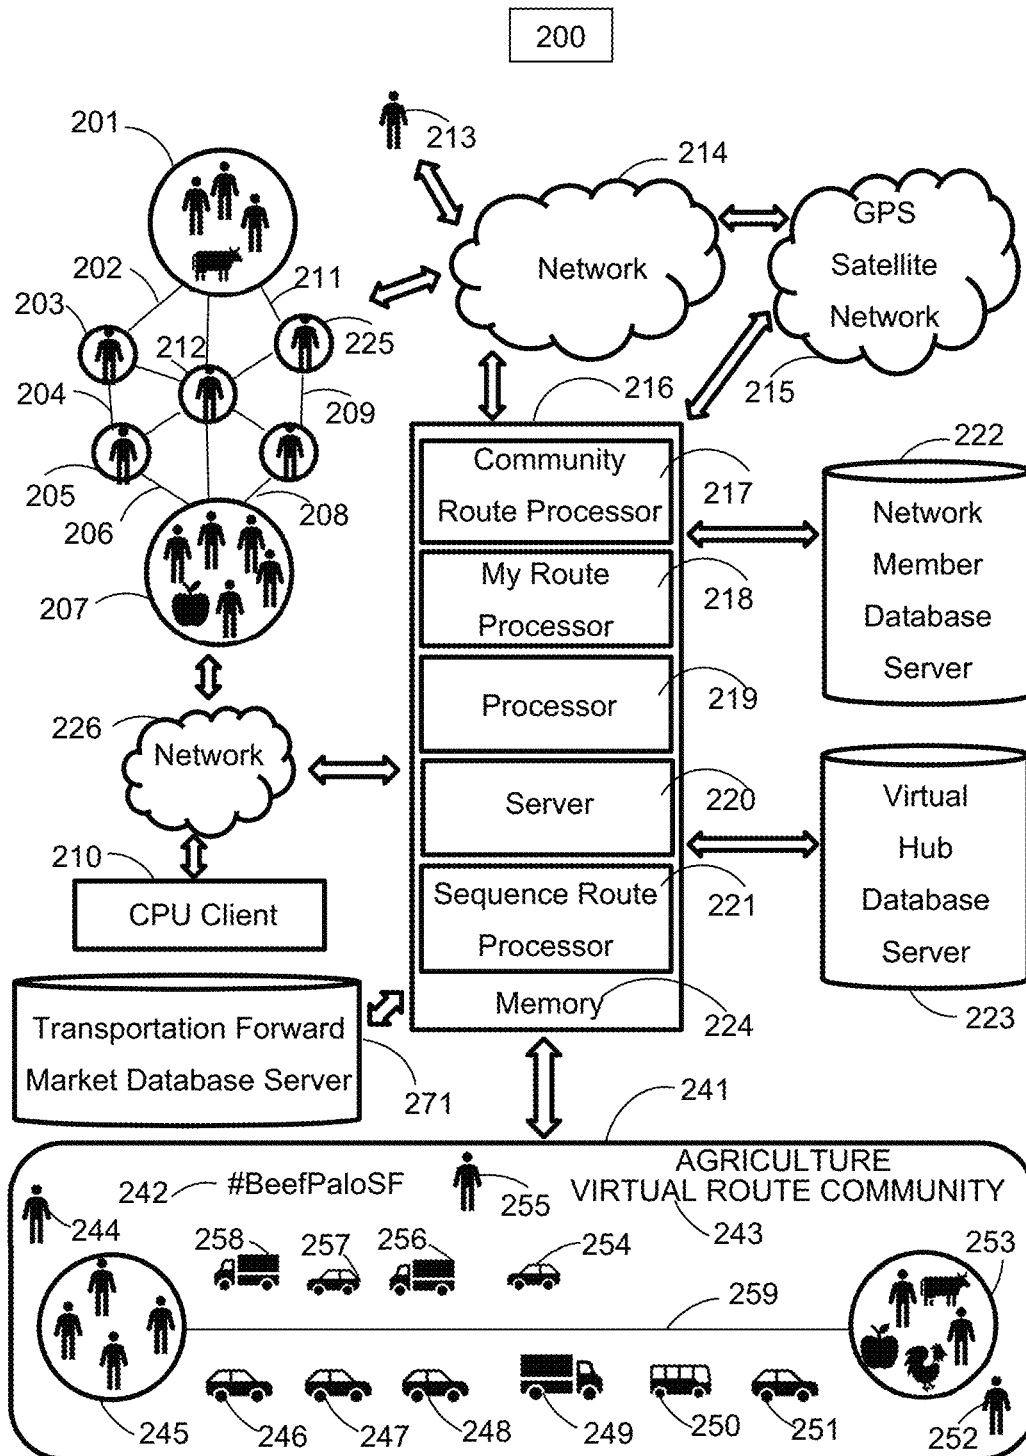 200
201
213
214
GPS
Satellite
Network
Network
202
211
203
212
225
204
209
216
215
222
205
206
208
Community
Route Processor
217
Network
Member
Database
Server
207
My Route
Processor
218
Processor
219
226
Network
Server
220
Virtual
Hub
Database
Server
210
CPU Client
Sequence Route
Processor
221
Memory
224
223
Transportation Forward
Market Database Server
271
241
242
#BeefPaloSF
255
AGRICULTURE
VIRTUAL ROUTE COMMUNITY
244
243
258
257
256
254
253
259
245
246
247
248
249
250
251
252